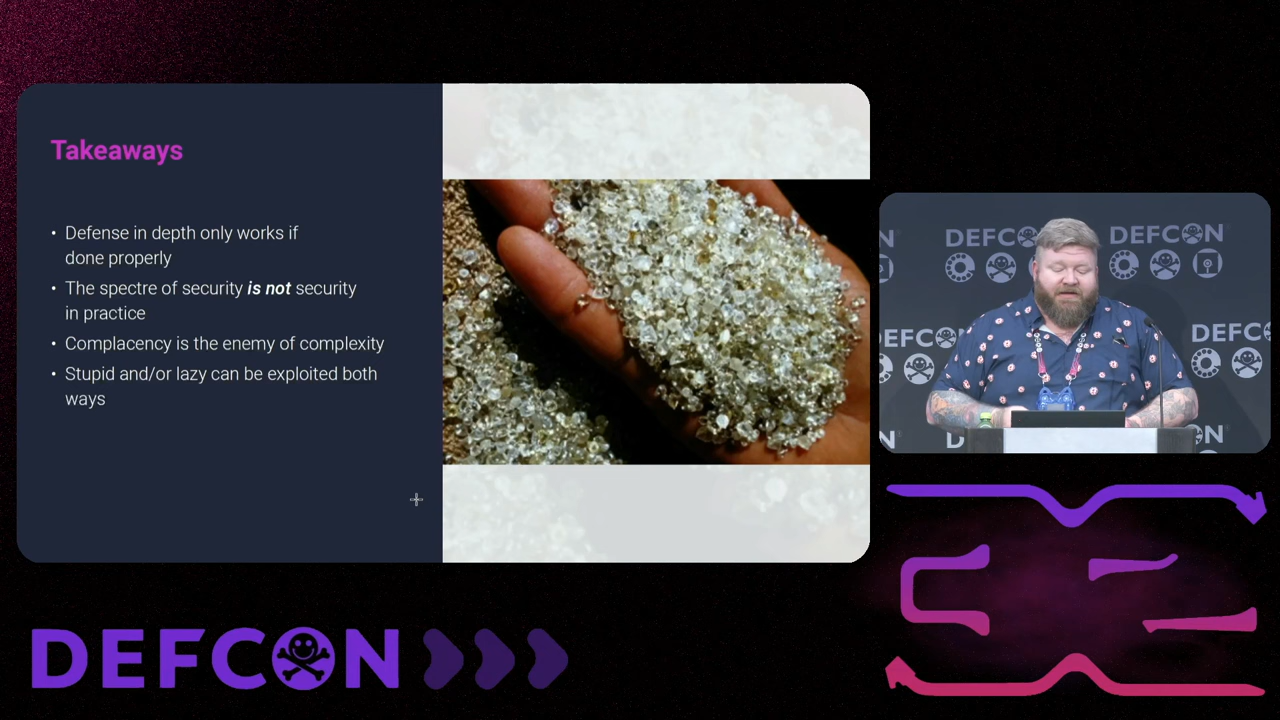 Takeaways
• Defense in depth only works if
done properly
• The spectre of security is not security
in practice
• Complacency is the enemy of complexity
• Stupid and/or lazy can be exploited both
ways
DEFCON
DEFCON
DEFCON
DEFC
DEFCON